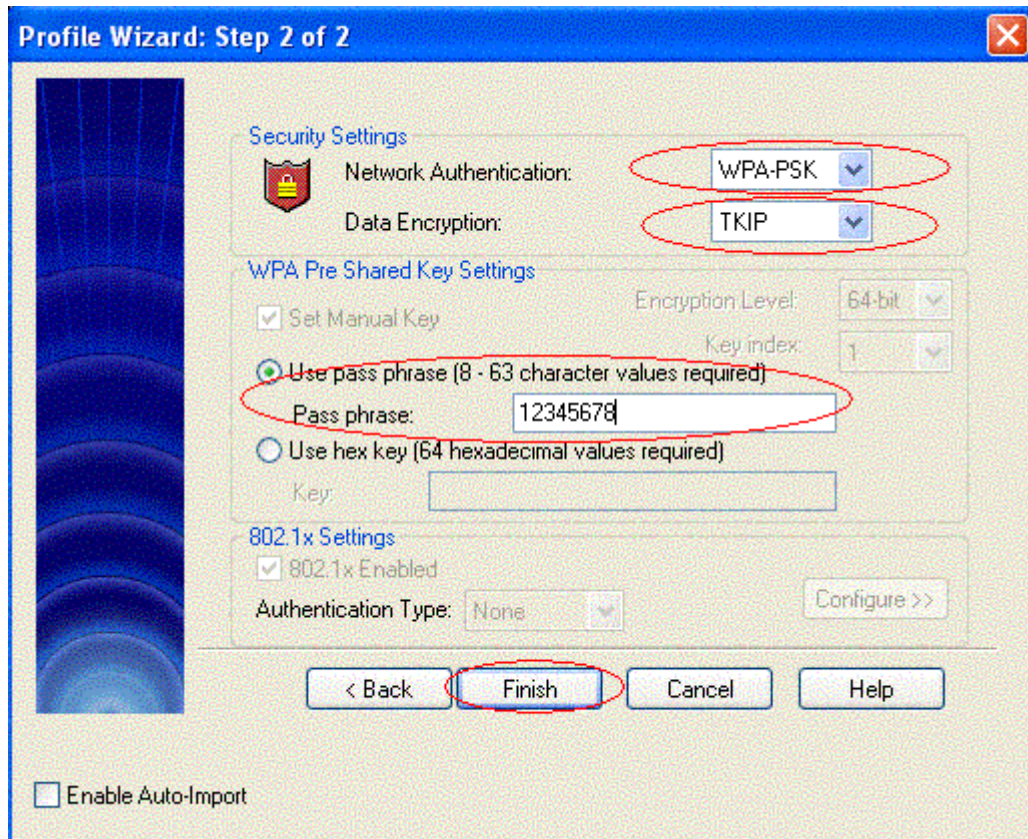 Profile Wizard: Step 2 of 2
Security Settings
Network Authentication: WPA-PSK
Data Encryption: TKIP
WPA Pre Shared Key Settings
Set Manual Key
Encryption Level: 64-bit
Key index: 1
Use pass phrase (8 - 63 character values required)
Pass phrase: 12345678
Use hex key (64 hexadecimal values required)
Key:
802.1x Settings
802.1x Enabled
Authentication Type: None
Configure >>
< Back Finish Cancel Help
Enable Auto-Import